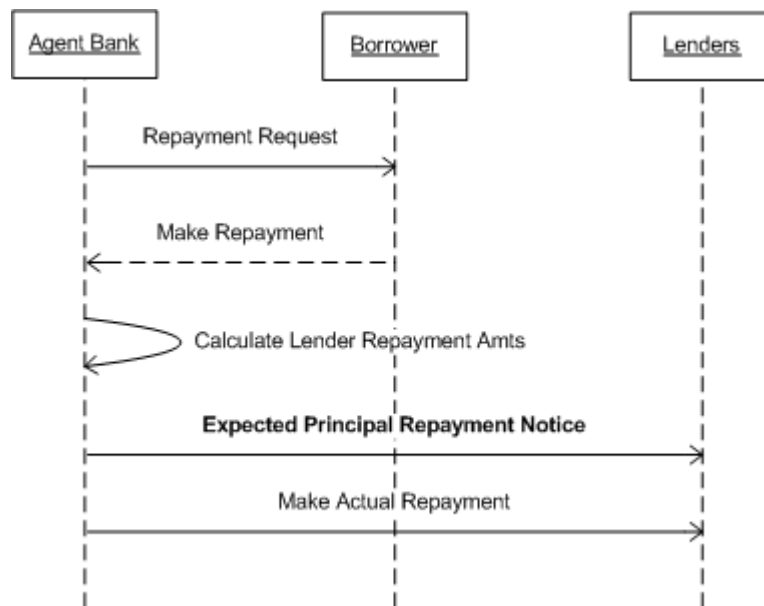 Agent Bank
Borrower
Lenders
Repayment Request
Make Repayment
Calculate Lender Repayment Amts
Expected Principal Repayment Notice
Make Actual Repayment